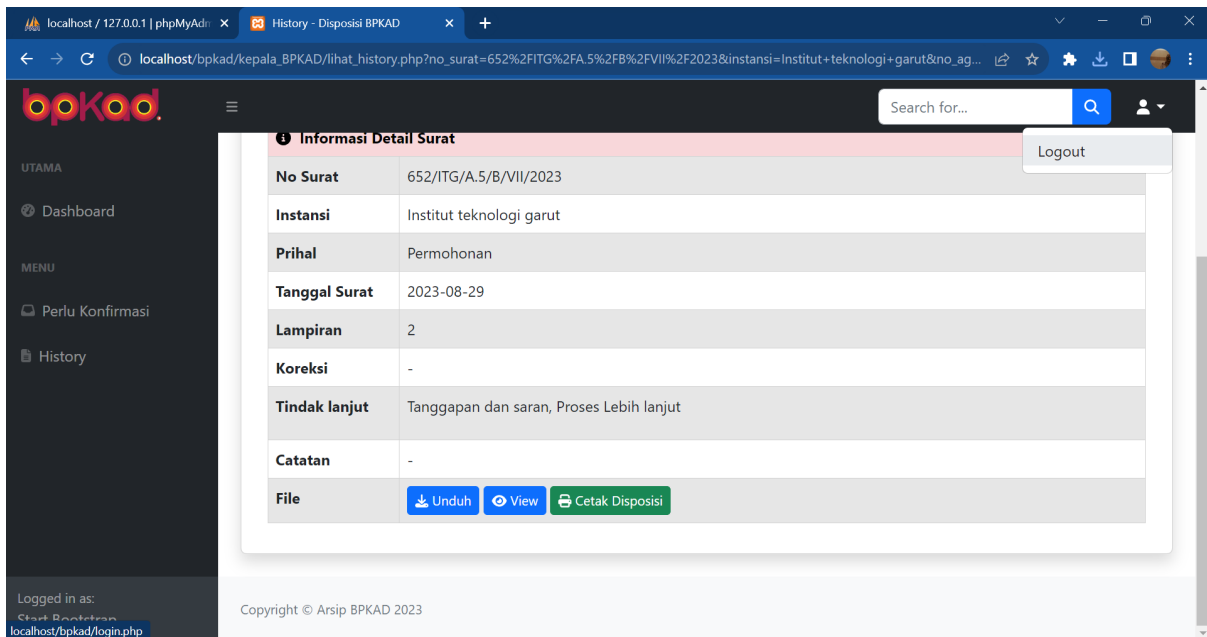 localhost / 127.0.0.1 | phpMyAdm
History - Disposisi BPKAD
localhost/bpkad/kepala_BPKAD/lihat_history.php?no_surat=652%2FITG%2FA.5%2FB%2FVII%2F2023&instansi=Institut+teknologi+garut&no_ag...
bpkad.
Search for...
Logout
UTAMA
Dashboard
MENU
Perlu Konfirmasi
History
Informasi Detail Surat
No Surat 652/ITG/A.5/B/VII/2023
Instansi Institut teknologi garut
Prihal Permohonan
Tanggal Surat 2023-08-29
Lampiran 2
Koreksi -
Tindak lanjut Tanggapan dan saran, Proses Lebih lanjut
Catatan -
File Unduh View Cetak Disposisi
Logged in as:
Start Bootstrap
localhost/bpkad/login.php
Copyright © Arsip BPKAD 2023